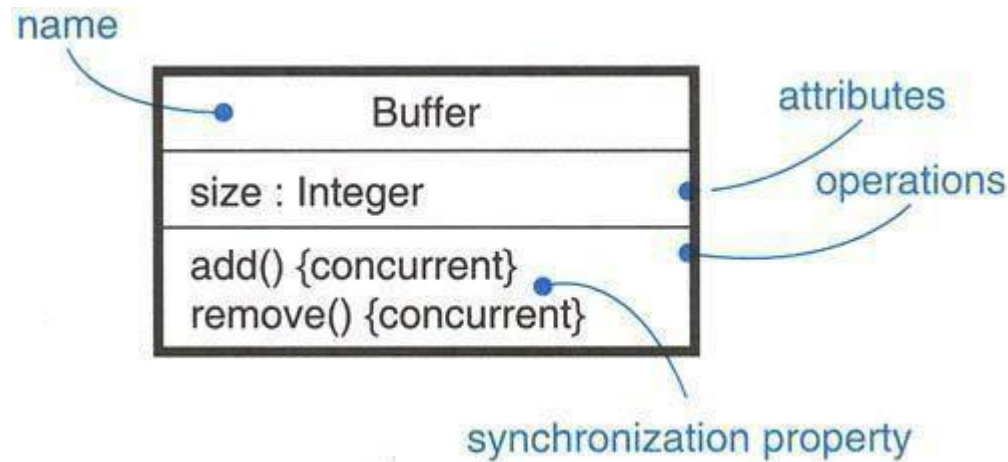 name
Buffer
attributes
size : Integer
operations
add() {concurrent}
remove() {concurrent}
synchronization property